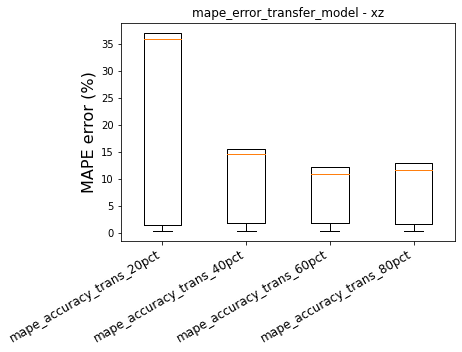 mape_error_transfer_model - xz
MAPE error (%)
35
30
25
20
15
10
5
0
mape_accuracy_trans_20pct
mape_accuracy_trans_40pct
mape_accuracy_trans_60pct
mape_accuracy_trans_80pct